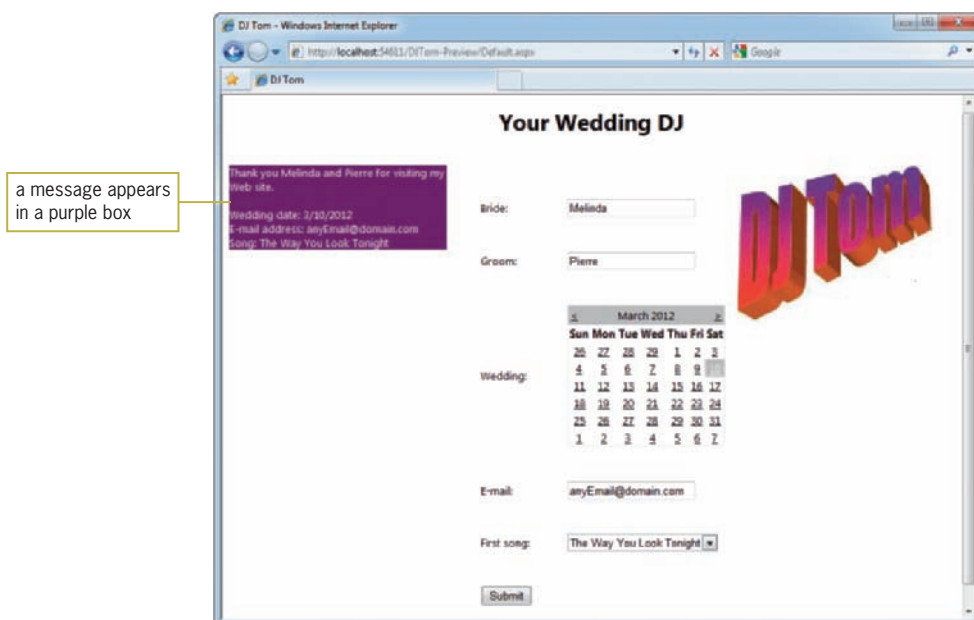 DJ Tom - Windows Internet Explorer
http://localhost:54611/DJTom-Preview/Default.aspx
Google
DJ Tom
Your Wedding DJ
a message appears
in a purple box
Thank you Melinda and Pierre for visiting my
Web site.
Wedding date: 3/10/2012
E-mail address: anyEmail@domain.com
Song: The Way You Look Tonight
Bride: Melinda
Groom: Pierre
DJ Tom
Wedding:
< March 2012 >
Sun Mon Tue Wed Thu Fri Sat
26 27 28 29 1 2 3
4 5 6 7 8 9
11 12 13 14 15 16 17
18 19 20 21 22 23 24
25 26 27 28 29 30 31
1 2 3 4 5 6 7
E-mail: anyEmail@domain.com
First song: The Way You Look Tonight
Submit